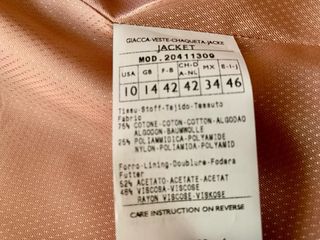 GIACCA-VESTE-CHAQUETA-JACKE
JACKET
MOD.20411309
USA GB F-B CH-D A-NL MX E-I-J
10 14 42 42 34 46
Tissu-Stoff-Tejido-Tessuto
Fabric
75% COTONE-COTON-COTTON-ALGODAO
ALGODON-BAUMWOLLE
25% POLIAMMIDICA-POLYAMIDE
NYLON-POLIAMIDA-POLYAMID
Forro-Lining-Doublure-Fodera
Futter
52% ACETATO-ACETATE-ACETAT
48% VISCOSA-VISCOSE
RAYON VISCOSE-VISKOSE
CARE INSTRUCTION ON REVERSE